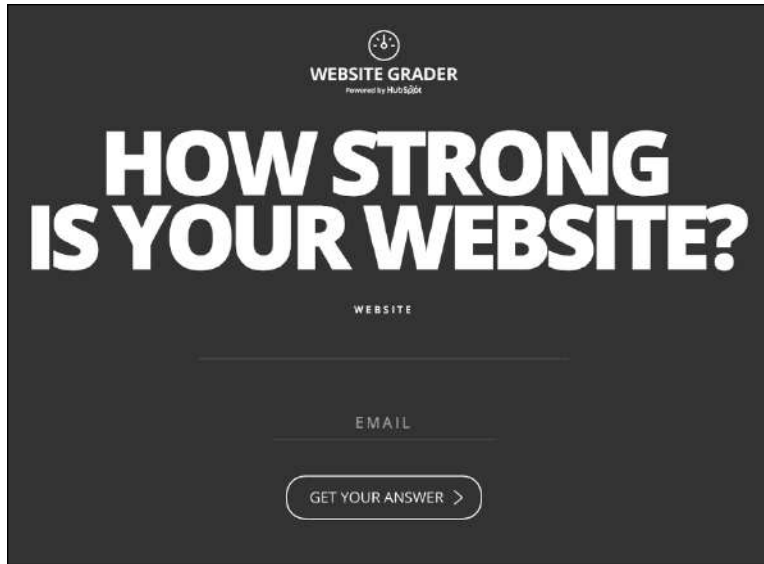 WEBSITE GRADER
Powered by HubSpot
HOW STRONG
IS YOUR WEBSITE?
WEBSITE
EMAIL
GET YOUR ANSWER